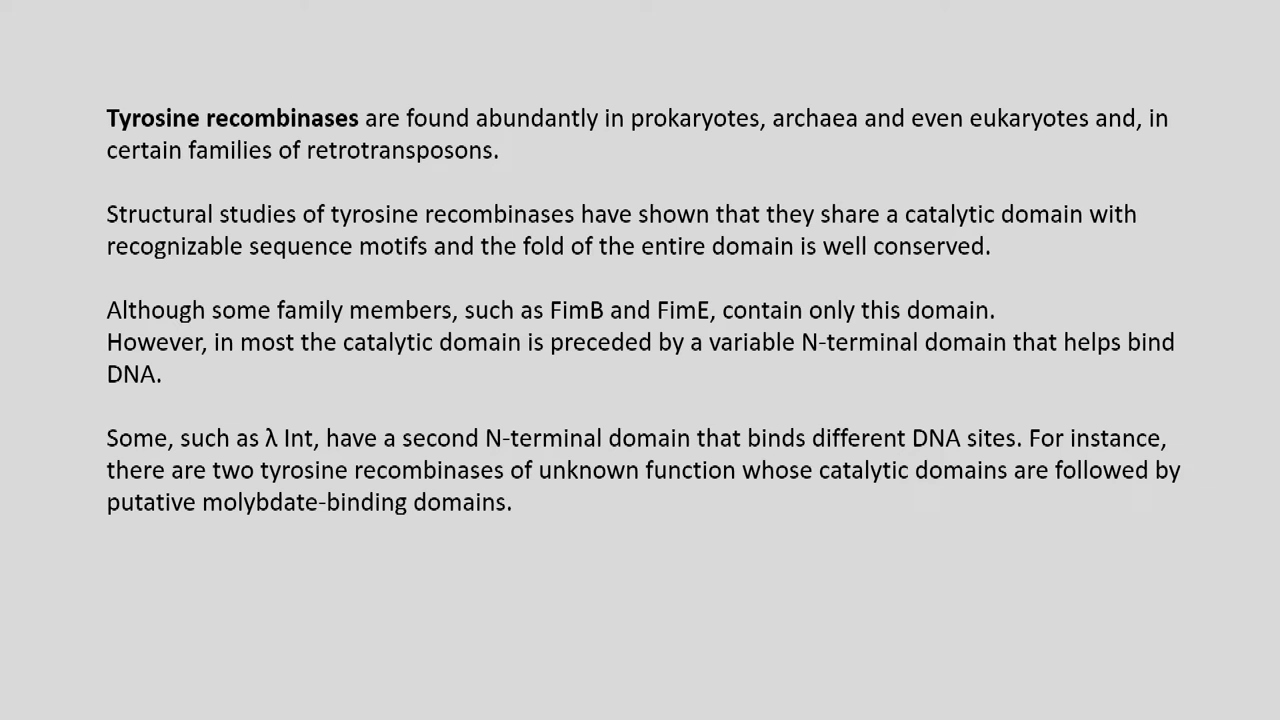 Tyrosine recombinases are found abundantly in prokaryotes, archaea and even eukaryotes and, in
certain families of retrotransposons.
Structural studies of tyrosine recombinases have shown that they share a catalytic domain with
recognizable sequence motifs and the fold of the entire domain is well conserved.
Although some family members, such as FimB and FimE, contain only this domain.
However, in most the catalytic domain is preceded by a variable N-terminal domain that helps bind
DNA.
Some, such as λ Int, have a second N-terminal domain that binds different DNA sites. For instance,
there are two tyrosine recombinases of unknown function whose catalytic domains are followed by
putative molybdate-binding domains.